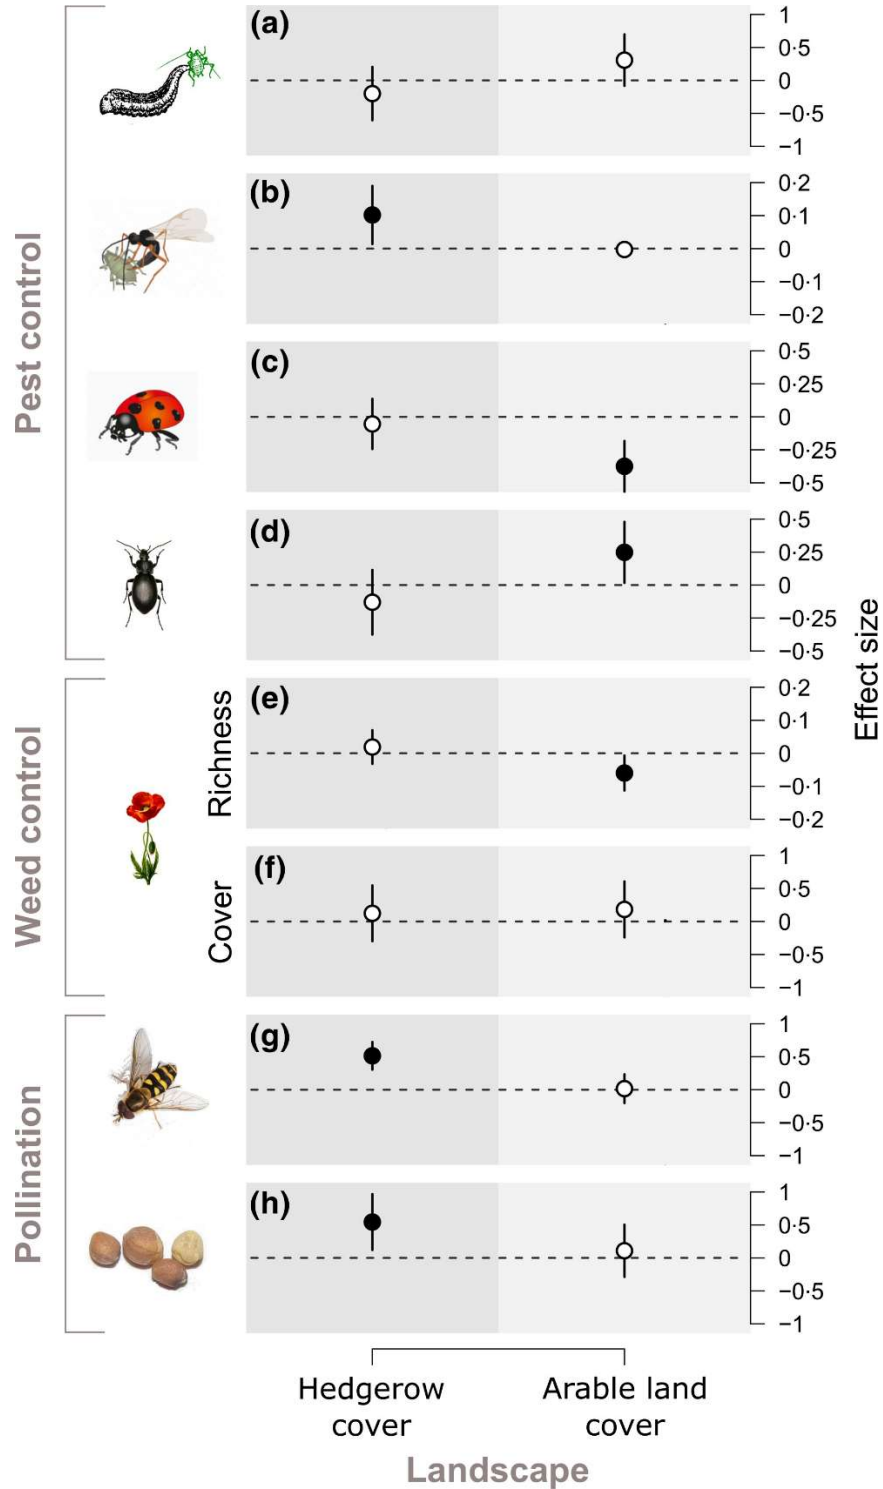 Pest control
(a)
1
0·5
0
−0·5
−1
(b)
0·2
0·1
0
−0·1
−0·2
(c)
0·5
0·25
0
−0·25
−0·5
(d)
0·5
0·25
0
−0·25
−0·5
Effect size
Weed control
Richness
(e)
0·2
0·1
0
−0·1
−0·2
Cover
(f)
1
0·5
0
−0·5
−1
Pollination
(g)
1
0·5
0
−0·5
−1
(h)
1
0·5
0
−0·5
−1
Hedgerow
cover
Arable land
cover
Landscape